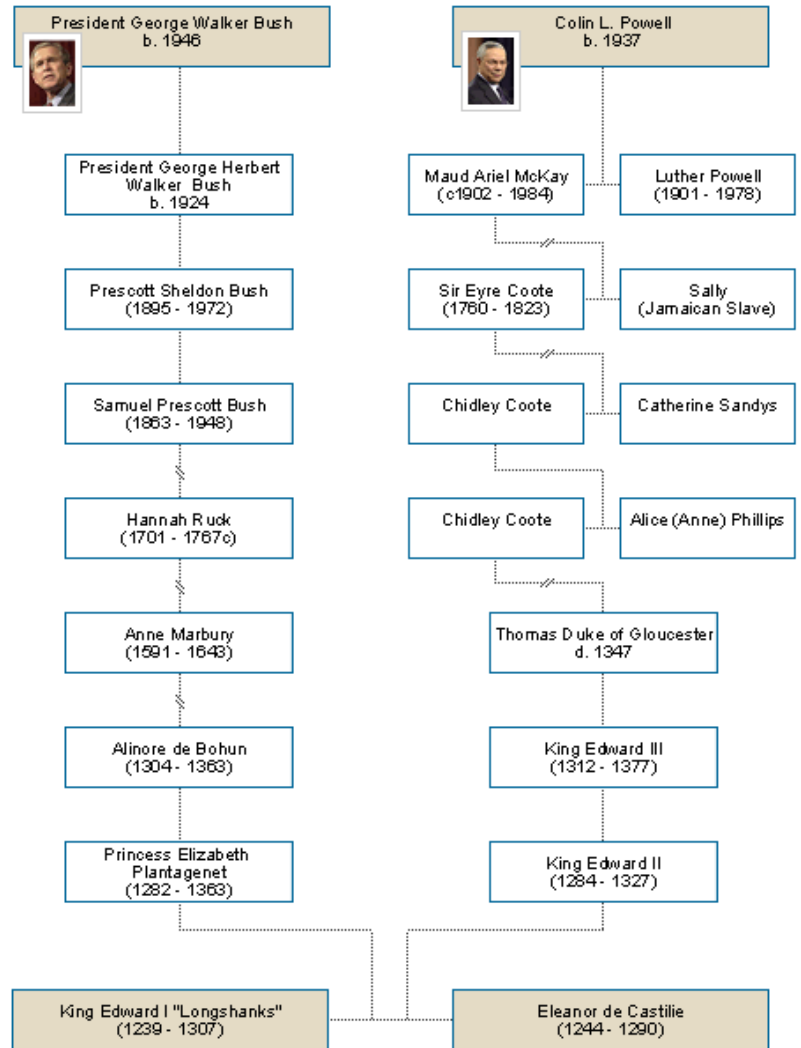 President George Walker Bush
b. 1946
Colin L. Powell
b. 1937
President George Herbert
Walker Bush
b. 1924
Maud Ariel McKay
(c1902 - 1984)
Luther Powell
(1901 - 1978)
Prescott Sheldon Bush
(1895 - 1972)
Sir Eyre Coote
(1760 - 1823)
Sally
(Jamaican Slave)
Samuel Prescott Bush
(1863 - 1948)
Chidley Coote
Catherine Sandys
Hannah Ruck
(1701 - 1767c)
Chidley Coote
Alice (Anne) Phillips
Anne Marbury
(1591 - 1643)
Thomas Duke of Gloucester
d. 1347
Alinore de Bohun
(1304 - 1363)
King Edward III
(1312 - 1377)
Princess Elizabeth
Plantagenet
(1282 - 1363)
King Edward II
(1284 - 1327)
King Edward I "Longshanks"
(1239 - 1307)
Eleanor de Castilie
(1244 - 1290)